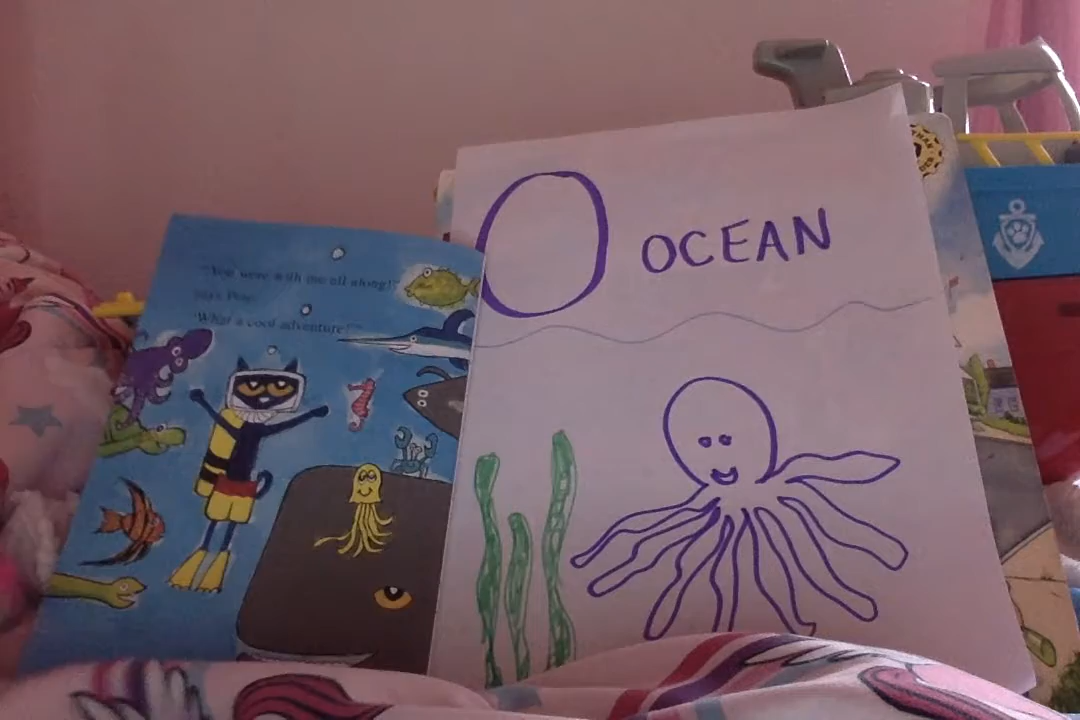 "You were with me all along!"
says Pete.
"What a cool adventure!"
O OCEAN